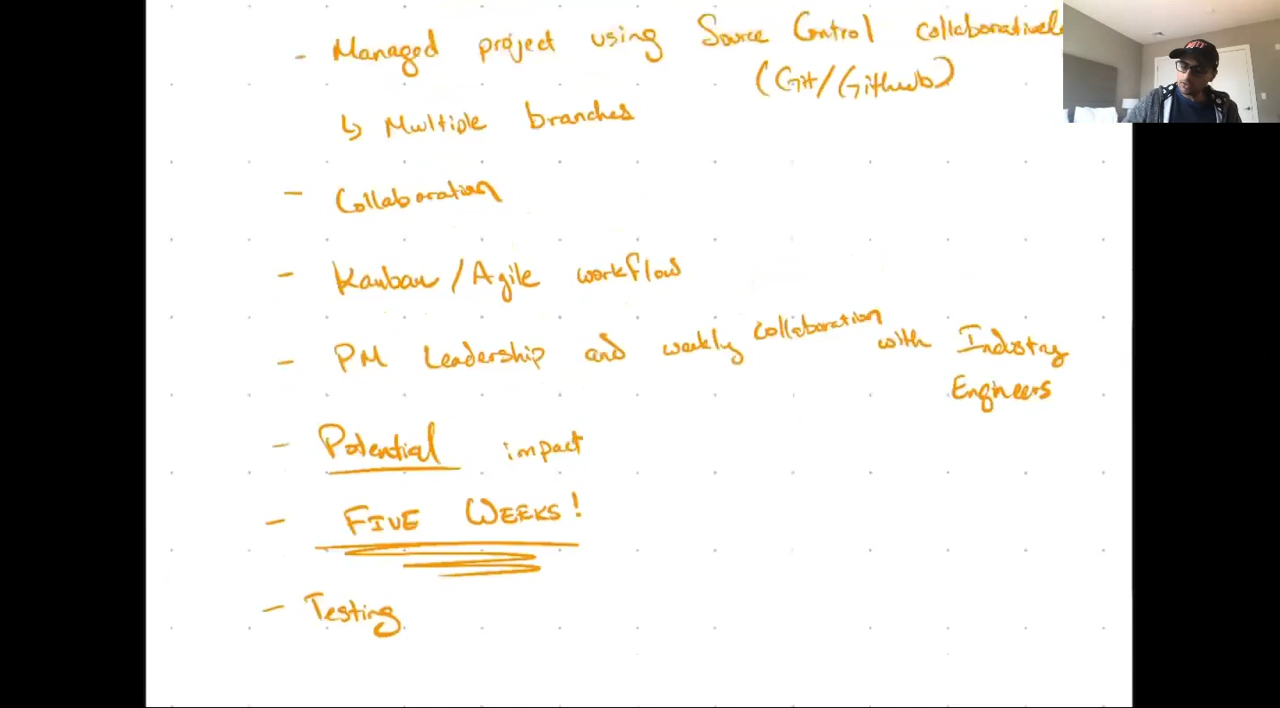 - Managed project using Source Control collaboratively
(Git/Github)
↳ Multiple branches
- Collaboration
- Kanban/Agile workflow
- PM Leadership and weekly collaboration with Industry
Engineers
- Potential impact
- FIVE WEEKS!
- Testing